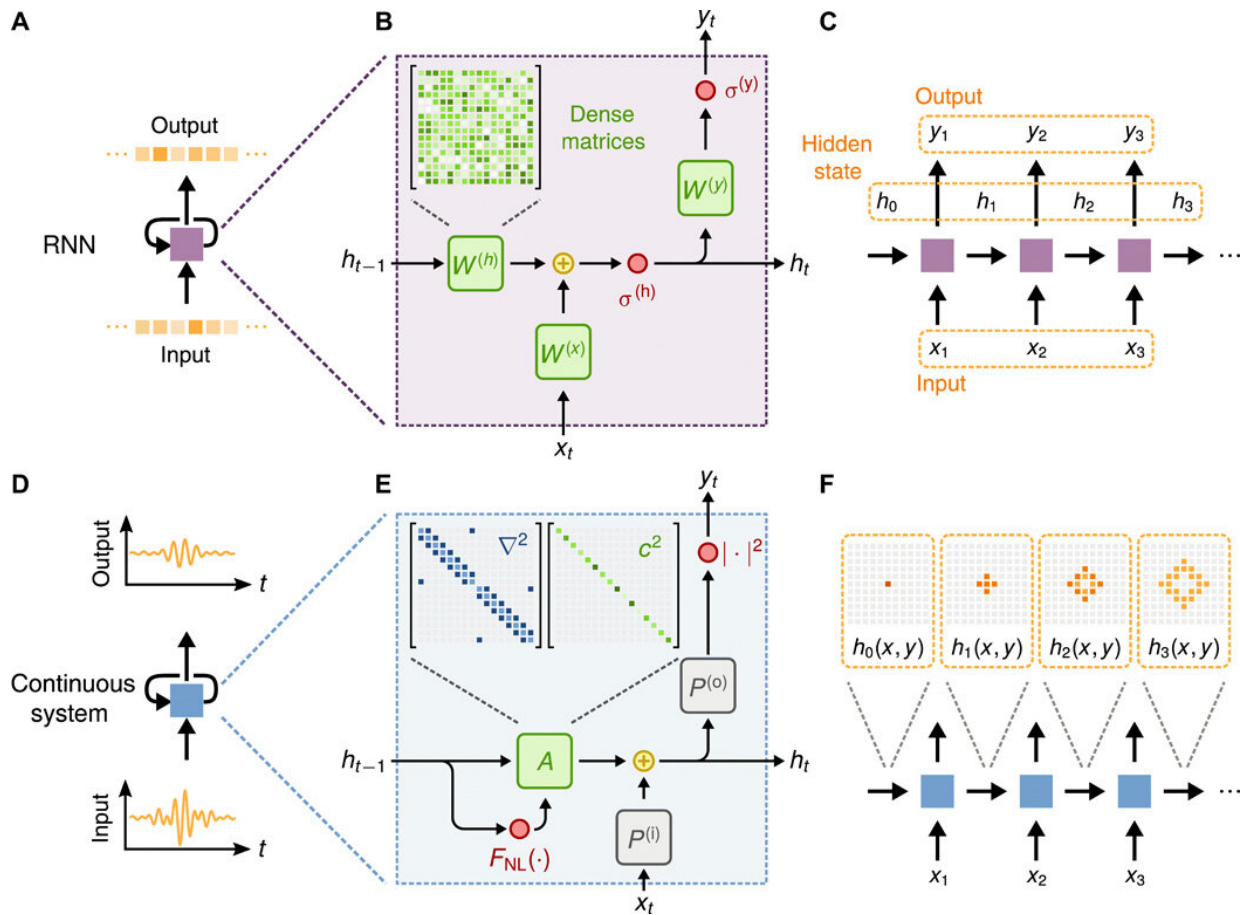 A
Output
··· ···
RNN
··· ···
Input
B
y_t
σ^(y)
Dense
matrices
W^(y)
h_{t−1}
W^(h)
+
σ^(h)
h_t
W^(x)
x_t
C
Output
y_1 y_2 y_3
Hidden
state
h_0 h_1 h_2 h_3
···
x_1 x_2 x_3
Input
D
Output
t
Continuous
system
Input
t
E
y_t
∇^2
c^2
| · |^2
P^(o)
h_{t−1}
A
+
h_t
F_NL(·)
P^(i)
x_t
F
h_0(x, y) h_1(x, y) h_2(x, y) h_3(x, y)
···
x_1 x_2 x_3